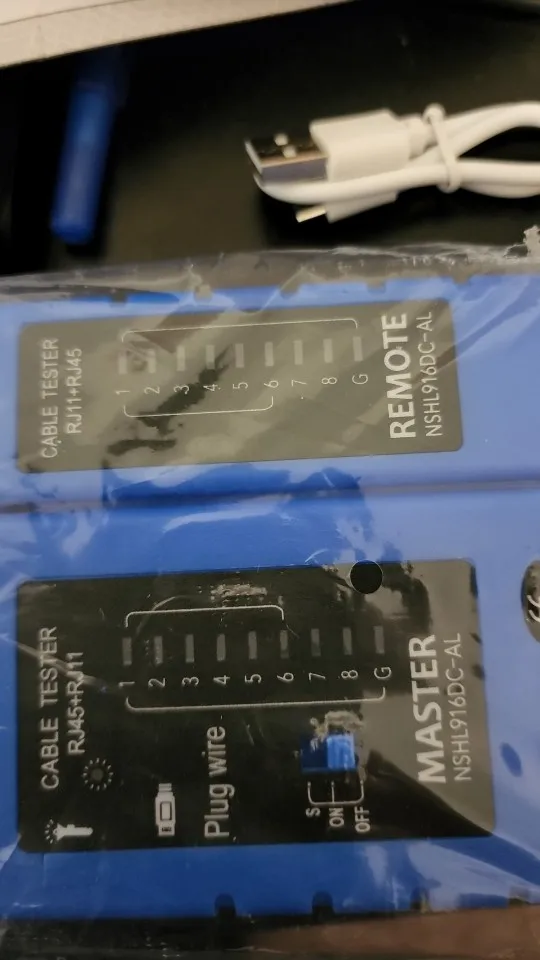 CABLE TESTER
RJ11+RJ45
1 2 3 4 5 6 7 8 G
REMOTE
NSHL916DC-AL
CABLE TESTER
RJ45+RJ11
1 2 3 4 5 6 7 8 G
Plug wire
S
ON
OFF
MASTER
NSHL916DC-AL